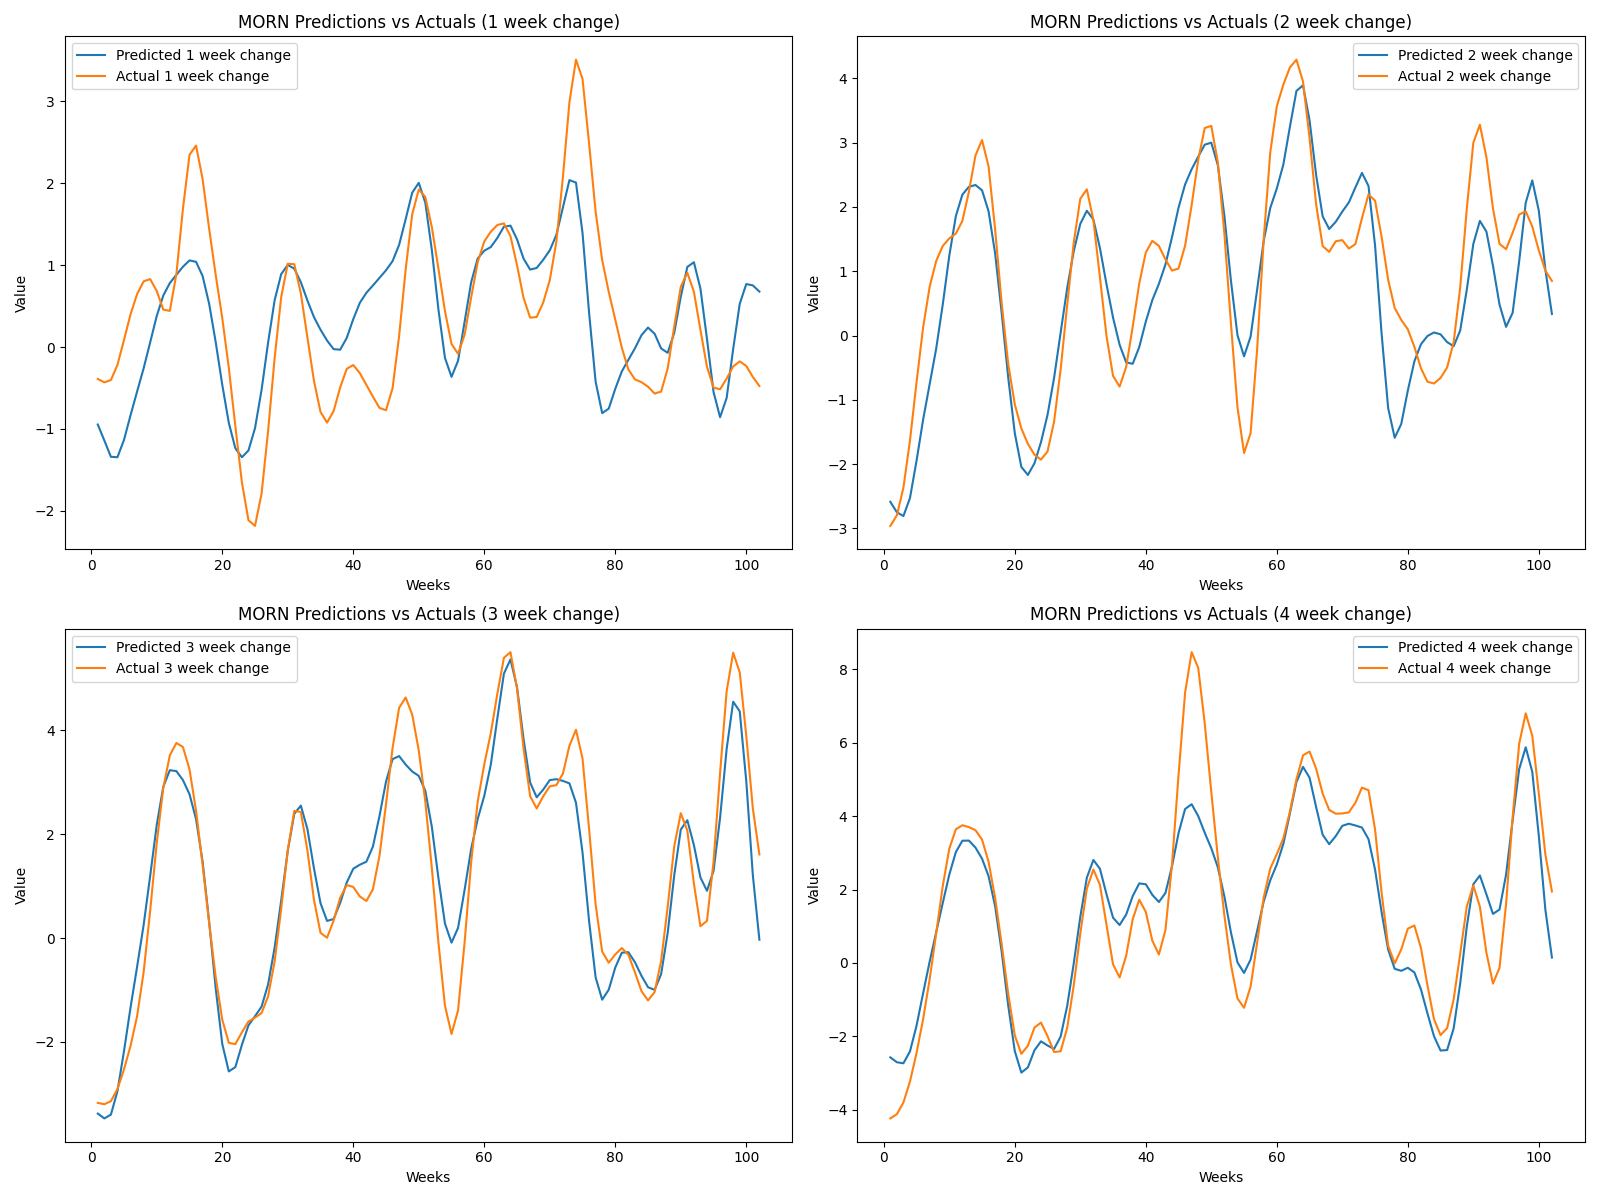 MORN Predictions vs Actuals (1 week change)
Predicted 1 week change
Actual 1 week change
Value
3
2
1
0
−1
−2
0 20 40 60 80 100
Weeks
MORN Predictions vs Actuals (2 week change)
Predicted 2 week change
Actual 2 week change
Value
4
3
2
1
0
−1
−2
−3
0 20 40 60 80 100
Weeks
MORN Predictions vs Actuals (3 week change)
Predicted 3 week change
Actual 3 week change
Value
4
2
0
−2
0 20 40 60 80 100
Weeks
MORN Predictions vs Actuals (4 week change)
Predicted 4 week change
Actual 4 week change
Value
8
6
4
2
0
−2
−4
0 20 40 60 80 100
Weeks